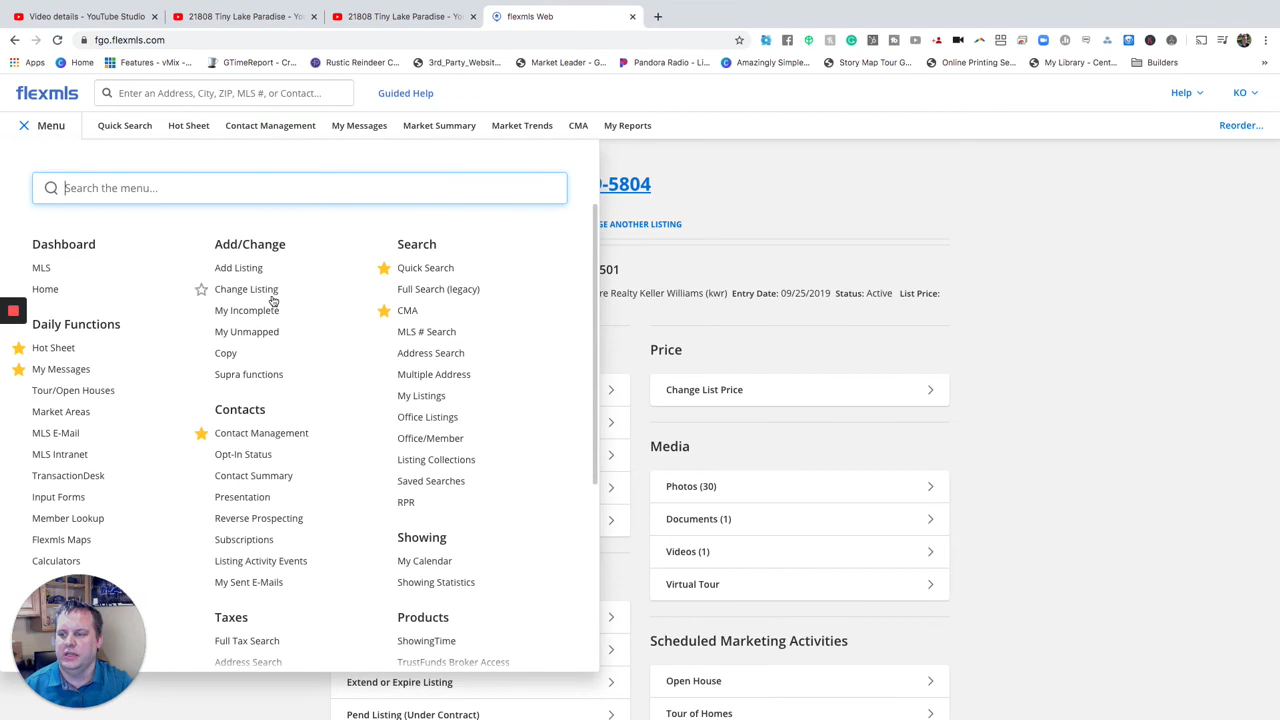 Video details - YouTube Studio
21808 Tiny Lake Paradise - You
21808 Tiny Lake Paradise - You
flexmls Web
fgo.flexmls.com
Apps
Home
Features - vMix - ...
GTimeReport - Cr...
Rustic Reindeer C...
3rd_Party_Website...
Market Leader - G...
Pandora Radio - Li...
Amazingly Simple...
Story Map Tour G...
Online Printing Se...
My Library - Cent...
Builders
»
flexmls
Enter an Address, City, ZIP, MLS #, or Contact...
Guided Help
Help
KO
Menu
Quick Search
Hot Sheet
Contact Management
My Messages
Market Summary
Market Trends
CMA
My Reports
Reorder...
Search the menu...
Dashboard
MLS
Home
Daily Functions
Hot Sheet
My Messages
Tour/Open Houses
Market Areas
MLS E-Mail
MLS Intranet
TransactionDesk
Input Forms
Member Lookup
Flexmls Maps
Calculators
Add/Change
Add Listing
Change Listing
My Incomplete
My Unmapped
Copy
Supra functions
Contacts
Contact Management
Opt-In Status
Contact Summary
Presentation
Reverse Prospecting
Subscriptions
Listing Activity Events
My Sent E-Mails
Taxes
Full Tax Search
Address Search
Search
Quick Search
Full Search (legacy)
CMA
MLS # Search
Address Search
Multiple Address
My Listings
Office Listings
Office/Member
Listing Collections
Saved Searches
RPR
Showing
My Calendar
Showing Statistics
Products
ShowingTime
TrustFunds Broker Access
-5804
GE ANOTHER LISTING
501
re Realty Keller Williams (kwr) Entry Date: 09/25/2019 Status: Active List Price:
Price
Change List Price
Media
Photos (30)
Documents (1)
Videos (1)
Virtual Tour
Scheduled Marketing Activities
Open House
Tour of Homes
Extend or Expire Listing
Pend Listing (Under Contract)